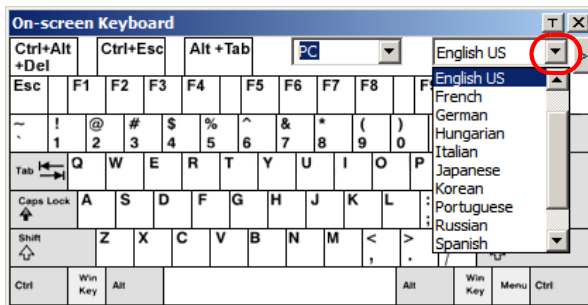 On-screen Keyboard T X
Ctrl+Alt +Del Ctrl+Esc Alt +Tab PC English US >
Esc F1 F2 F3 F4 F5 F6 F7 F8 F9
English US
French
German
Hungarian
Italian
Japanese
Korean
Portuguese
Russian
Spanish
~ ! @ # $ % ^ & * ( )
` 1 2 3 4 5 6 7 8 9 0
Tab Q W E R T Y U I O P
Caps Lock A S D F G H J K L : ;
Shift Z X C V B N M < , > . /
Ctrl Win Key Alt Alt Win Key Menu Ctrl